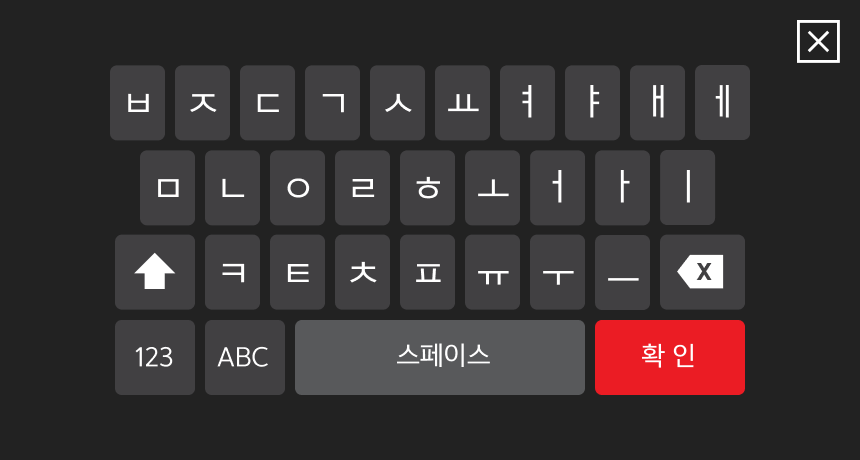 ㅂ ㅈ ㄷ ㄱ ㅅ ㅛ ㅕ ㅑ ㅐ ㅔ
ㅁ ㄴ ㅇ ㄹ ㅎ ㅗ ㅓ ㅏ ㅣ
ㅋ ㅌ ㅊ ㅍ ㅠ ㅜ ㅡ X
123 ABC 스페이스 확 인